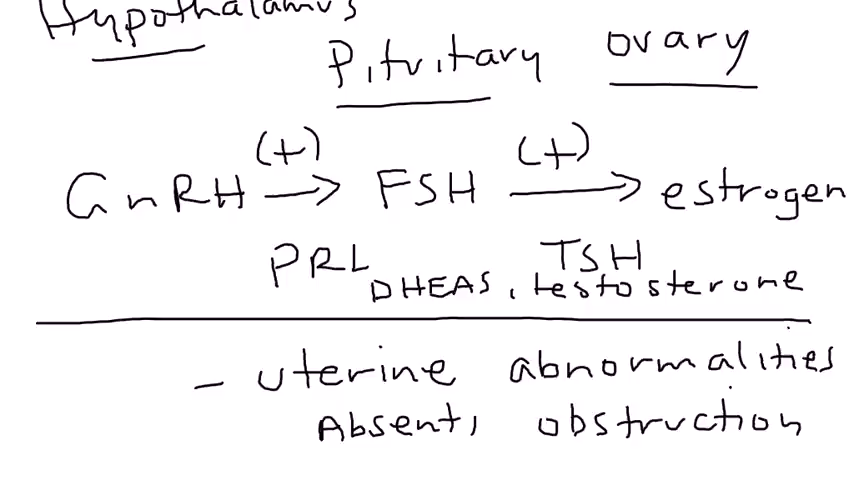 Hypothalamus
Pituitary ovary
(+) (+)
GnRH → FSH → estrogen
PRL TSH
DHEAS, testosterone
- uterine abnormalities
Absent, obstruction